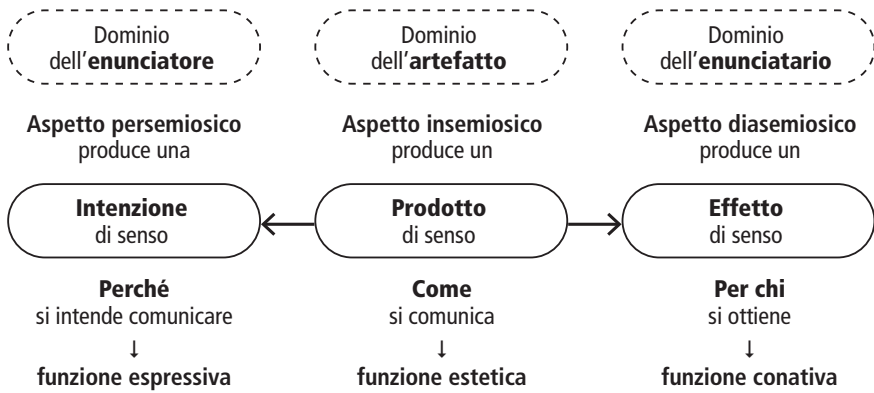 Dominio
dell'enunciatore
Dominio
dell'artefatto
Dominio
dell'enunciatario
Aspetto persemiosico
produce una
Aspetto insemiosico
produce un
Aspetto diasemiosico
produce un
Intenzione
di senso
Prodotto
di senso
Effetto
di senso
Perché
si intende comunicare
↓
funzione espressiva
Come
si comunica
↓
funzione estetica
Per chi
si ottiene
↓
funzione conativa